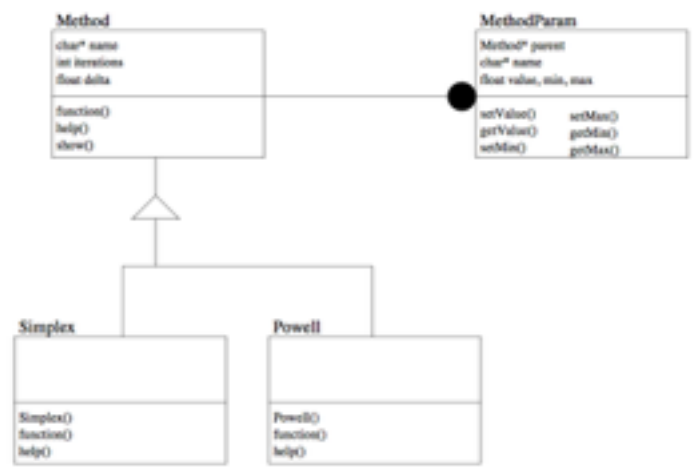 Method
char* name
int iterations
float delta
function()
help()
show()
MethodParam
Method* parent
char* name
float value, min, max
setValue() setMax()
getValue() getMin()
setMin() getMax()
Simplex
Simplex()
function()
help()
Powell
Powell()
function()
help()